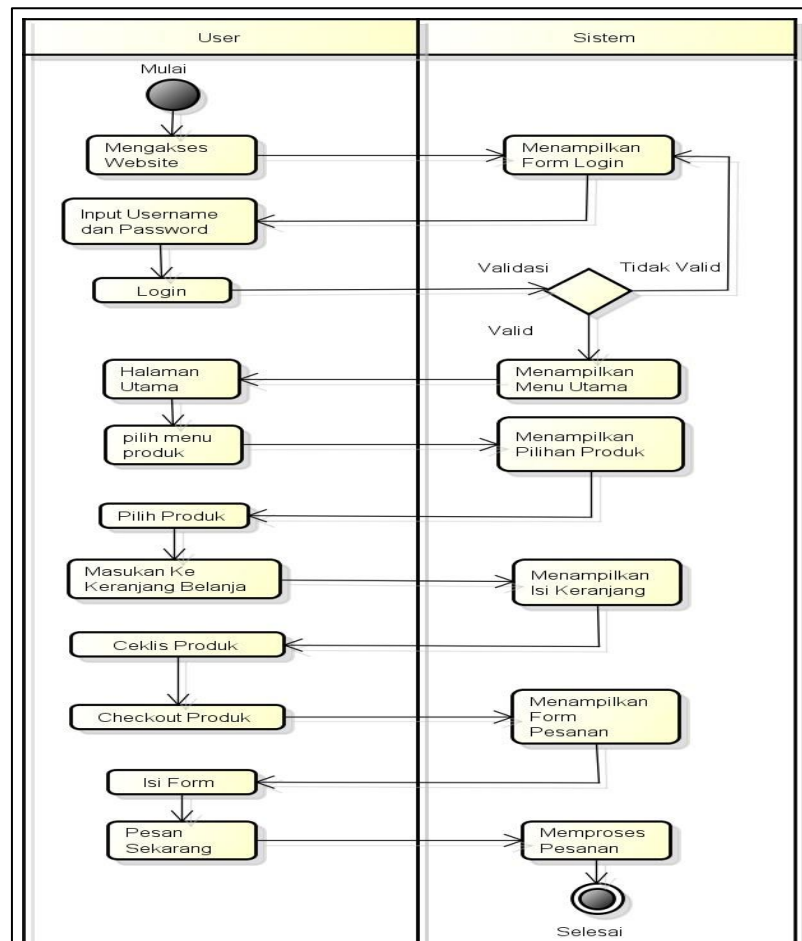 User
Sistem
Mulai
Mengakses
Website
Menampilkan
Form Login
Input Username
dan Password
Login
Validasi
Tidak Valid
Valid
Menampilkan
Menu Utama
Halaman
Utama
pilih menu
produk
Menampilkan
Pilihan Produk
Pilih Produk
Masukan Ke
Keranjang Belanja
Menampilkan
Isi Keranjang
Ceklis Produk
Checkout Produk
Menampilkan
Form
Pesanan
Isi Form
Pesan
Sekarang
Memproses
Pesanan
Selesai